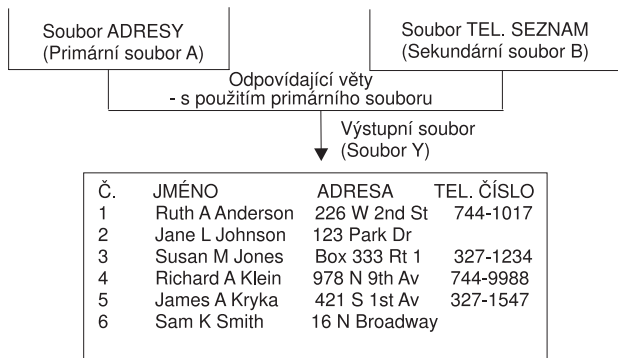 Soubor ADRESY
(Primární soubor A)
Soubor TEL. SEZNAM
(Sekundární soubor B)
Odpovídající věty
- s použitím primárního souboru
Výstupní soubor
(Soubor Y)
Č. JMÉNO ADRESA TEL. ČÍSLO
1 Ruth A Anderson 226 W 2nd St 744-1017
2 Jane L Johnson 123 Park Dr
3 Susan M Jones Box 333 Rt 1 327-1234
4 Richard A Klein 978 N 9th Av 744-9988
5 James A Kryka 421 S 1st Av 327-1547
6 Sam K Smith 16 N Broadway